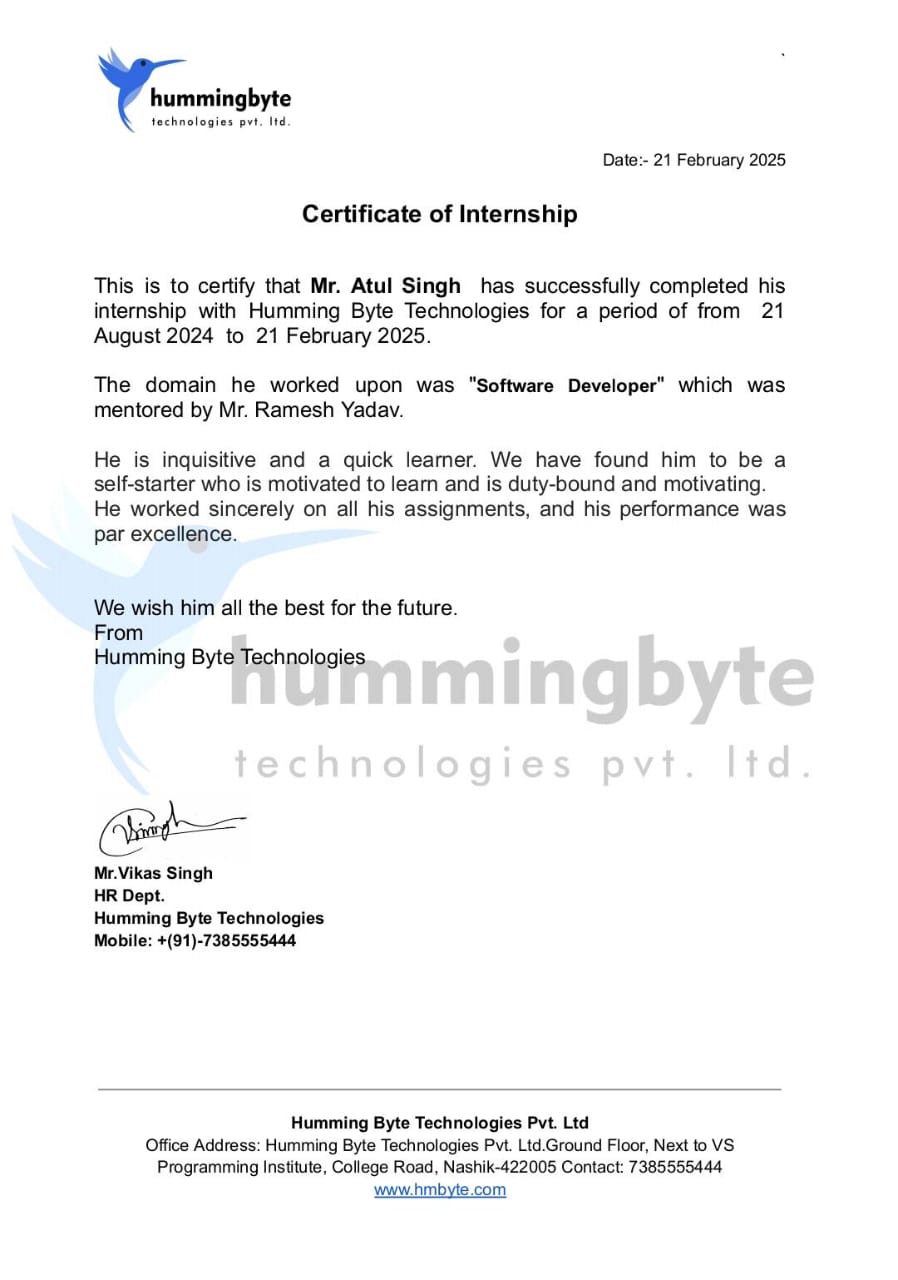 hummingbyte
technologies pvt. ltd.
Date:- 21 February 2025
Certificate of Internship
This is to certify that Mr. Atul Singh has successfully completed his
internship with Humming Byte Technologies for a period of from 21
August 2024 to 21 February 2025.
The domain he worked upon was "Software Developer" which was
mentored by Mr. Ramesh Yadav.
He is inquisitive and a quick learner. We have found him to be a
self-starter who is motivated to learn and is duty-bound and motivating.
He worked sincerely on all his assignments, and his performance was
par excellence.
We wish him all the best for the future.
From
Humming Byte Technologies
hummingbyte
technologies pvt. ltd.
VSingh
Mr.Vikas Singh
HR Dept.
Humming Byte Technologies
Mobile: +(91)-7385555444
Humming Byte Technologies Pvt. Ltd
Office Address: Humming Byte Technologies Pvt. Ltd.Ground Floor, Next to VS
Programming Institute, College Road, Nashik-422005 Contact: 7385555444
www.hmbyte.com